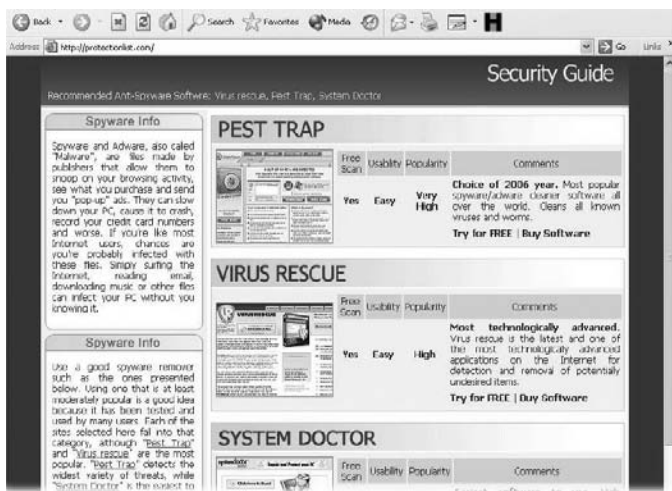 Back Search Favorites Media
Address http://protectionlist.com/ Go Links
Security Guide
Recommended Ant-Spyware Softwre: Virus rescue, Pest Trap, System Doctor
Spyware Info
Spyware and Adware, also called
"Malware", are files made by
publishers that allow them to
snoop on your browsing activity,
see what you purchase and send
you "pop-up" ads. They can slow
down your PC, cause it to crash,
record your credit card numbers
and worse. If you're like most
Internet users, chances are
you're probably infected with
these files. Simply surfing the
Internet, reading email,
downloading music or other files
can infect your PC without you
knowing it.
Spyware Info
Use a good spyware remover
such as the ones presented
below. Using one that is at least
moderately popular is a good idea
because it has been tested and
used by many users. Each of the
sites selected here fall into that
category, although "Pest Trap"
and "Virus rescue" are the most
popular. "Pest Trap" detects the
widest variety of threats, while
"System Doctor" is the easiest to
PEST TRAP
Free Scan Usability Popularity Comments
Yes Easy Very High
Choice of 2006 year. Most popular
spyware/adware cleaner software all
over the world. Cleans all known
viruses and worms.
Try for FREE | Buy Software
VIRUS RESCUE
Free Scan Usability Popularity Comments
VIRUSRESCUE
Yes Easy High
Most technologically advanced.
Virus rescue is the latest and one of
the most technologically advanced
applications on the Internet for
detection and removal of potentially
undesired items.
Try for FREE | Buy Software
SYSTEM DOCTOR
systemdoctor
Free Scan Usability Popularity Comments